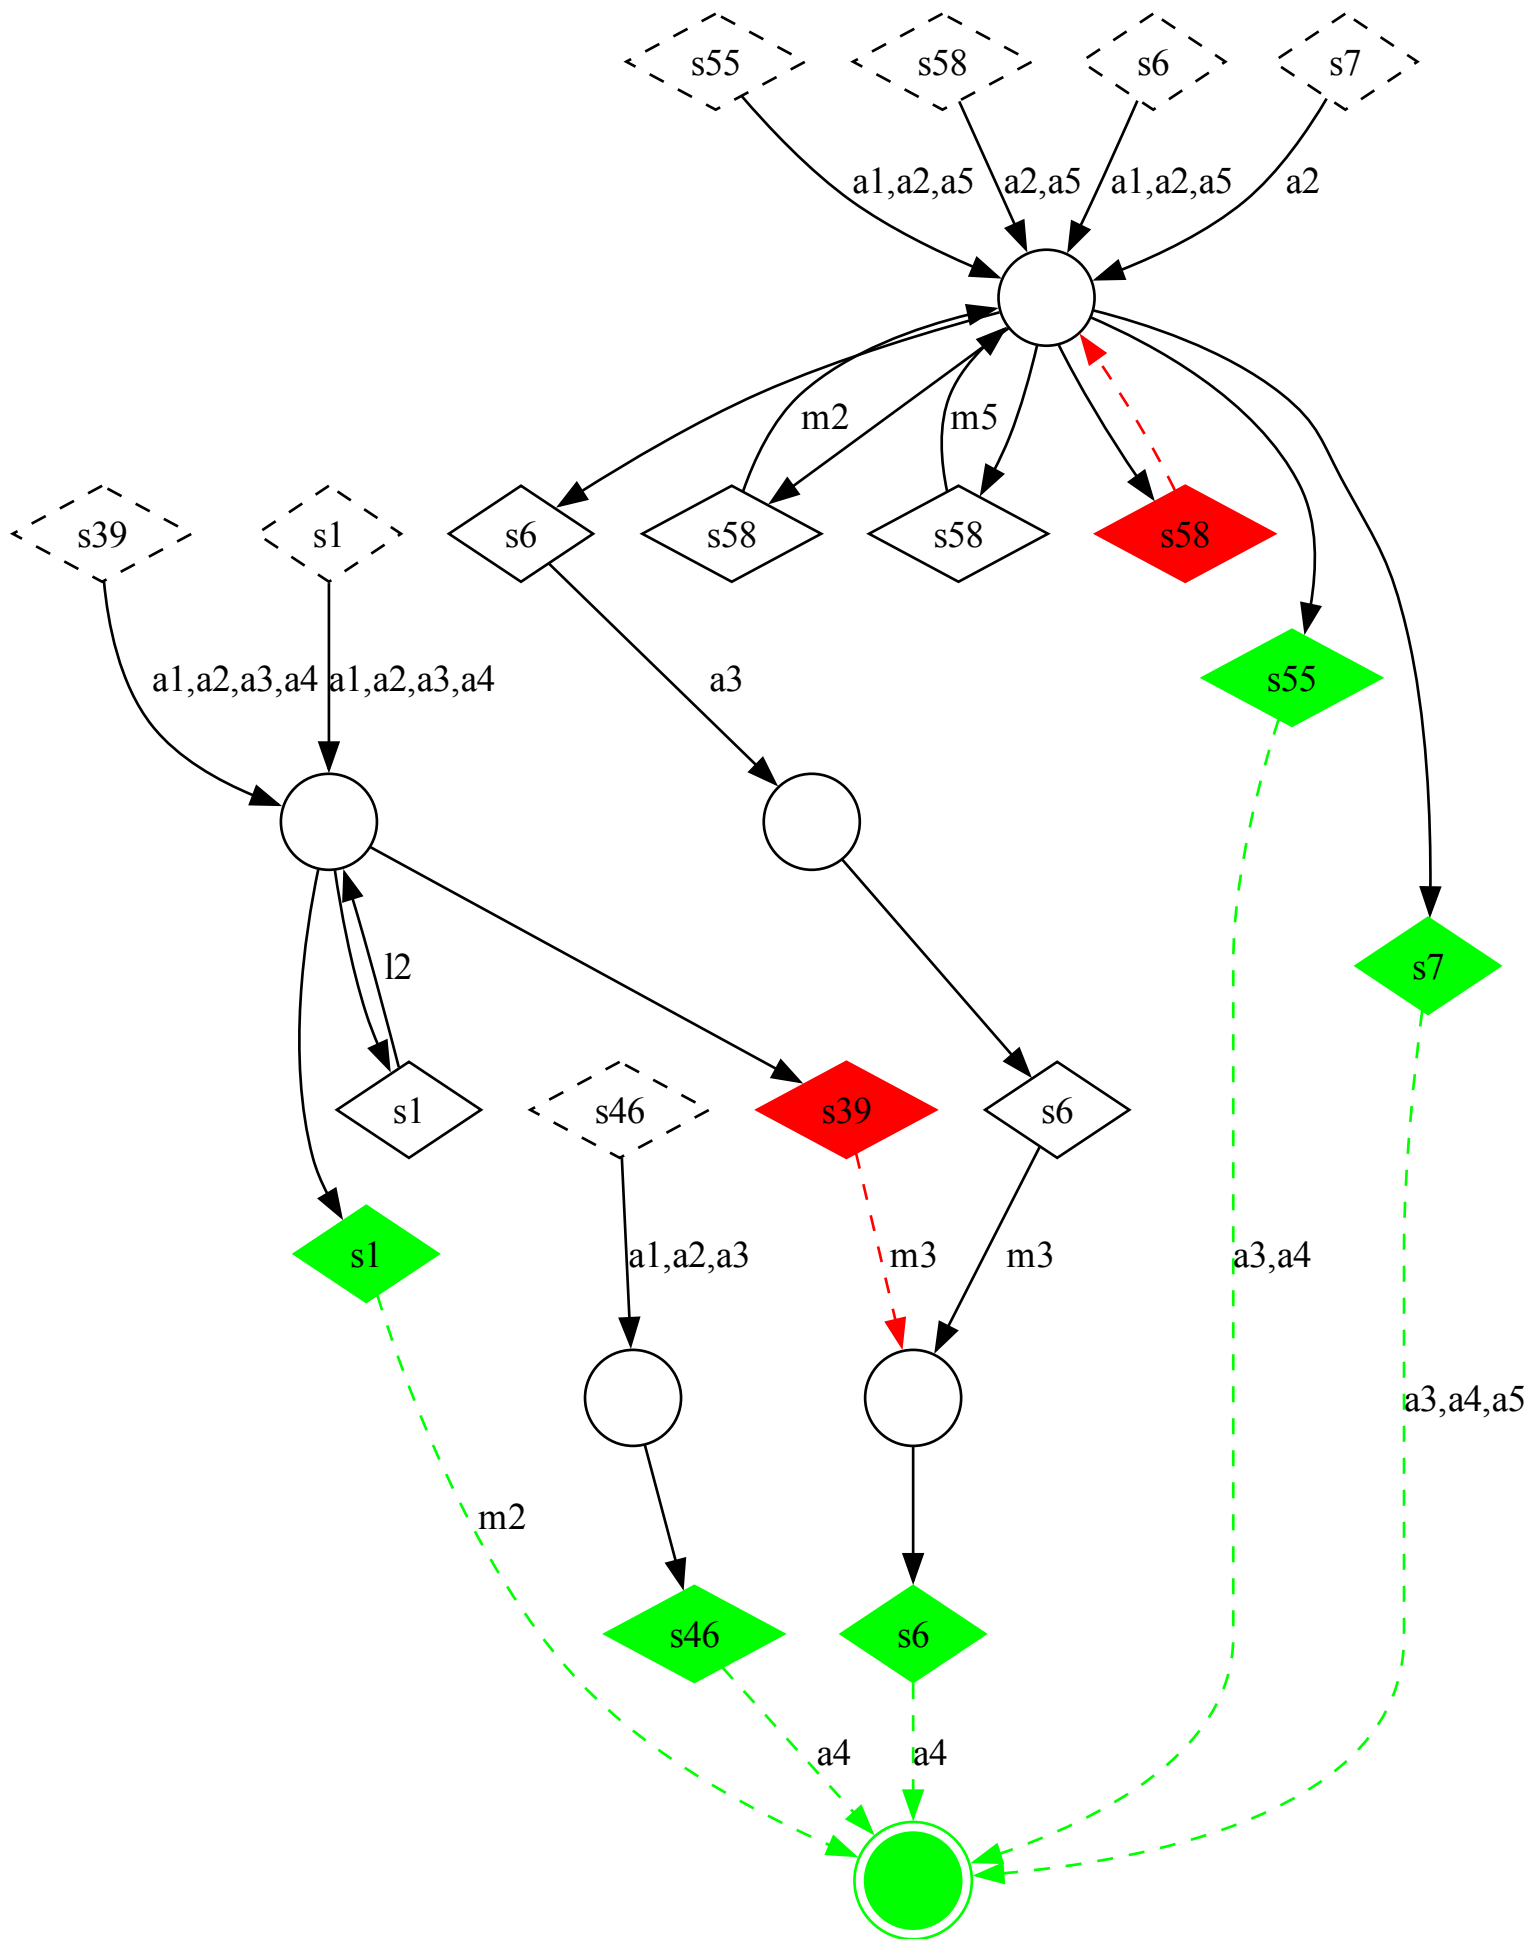 s55 s58 s6 s7
a1,a2,a5 a2,a5 a1,a2,a5 a2
m2 m5
s39 s1 s6 s58 s58 s58
a1,a2,a3,a4 a1,a2,a3,a4 a3 s55
l2 s7
s1 s46 s39 s6
s1 a1,a2,a3 m3 m3 a3,a4
a3,a4,a5
m2
s46 s6
a4 a4